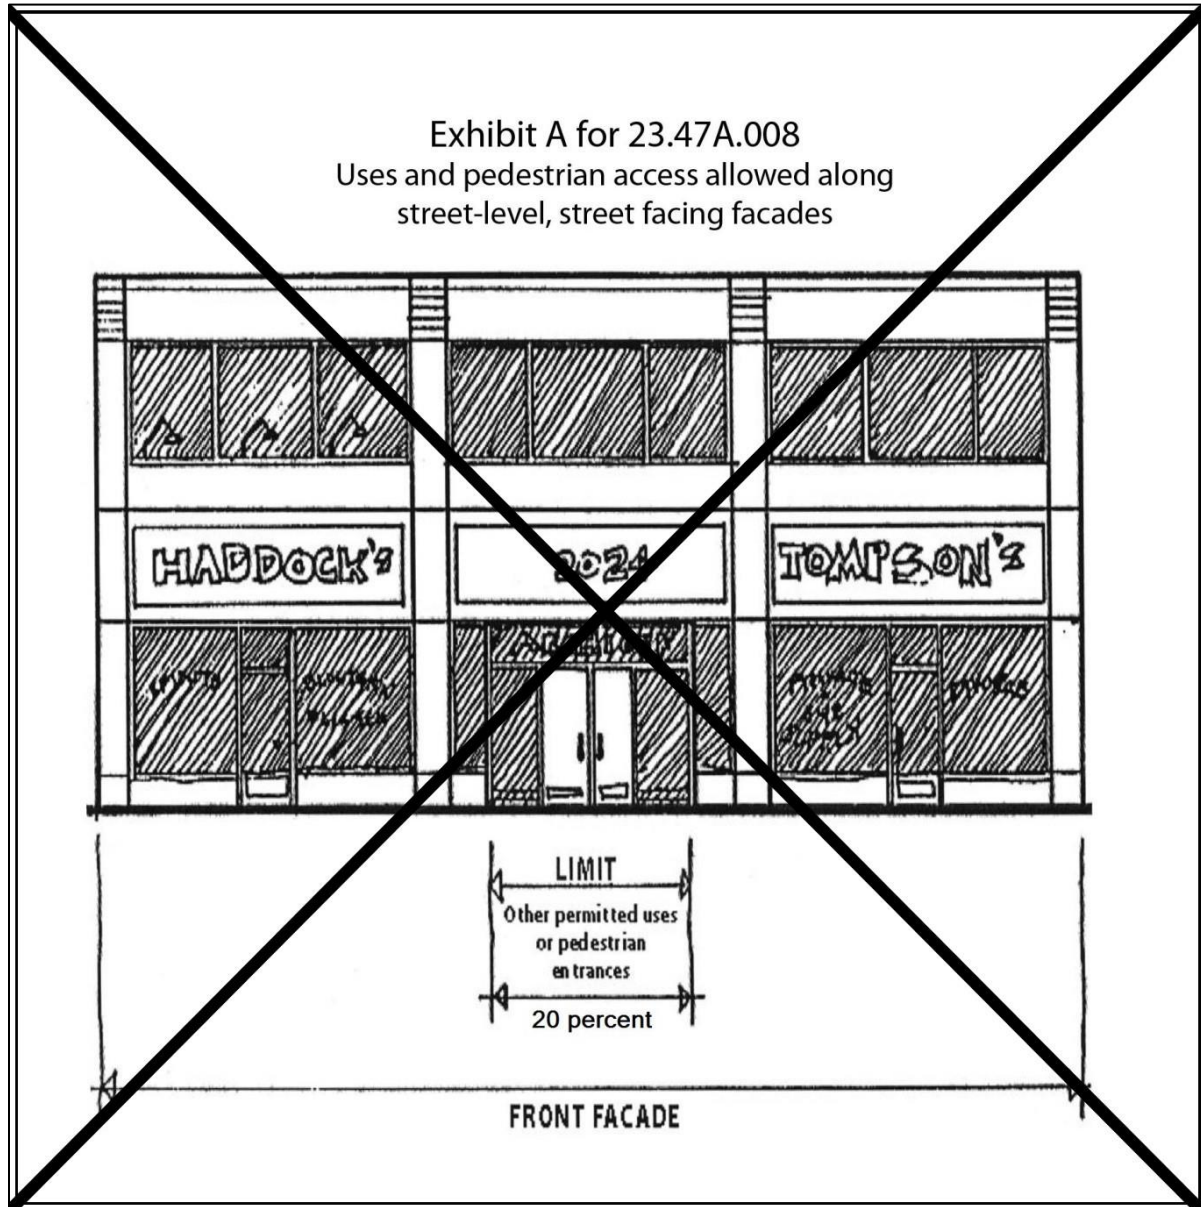 Exhibit A for 23.47A.008
Uses and pedestrian access allowed along
street-level, street facing facades
HADDOCK's
2024
TOMPSON's
LIMIT
Other permitted uses
or pedestrian
entrances
20 percent
FRONT FACADE